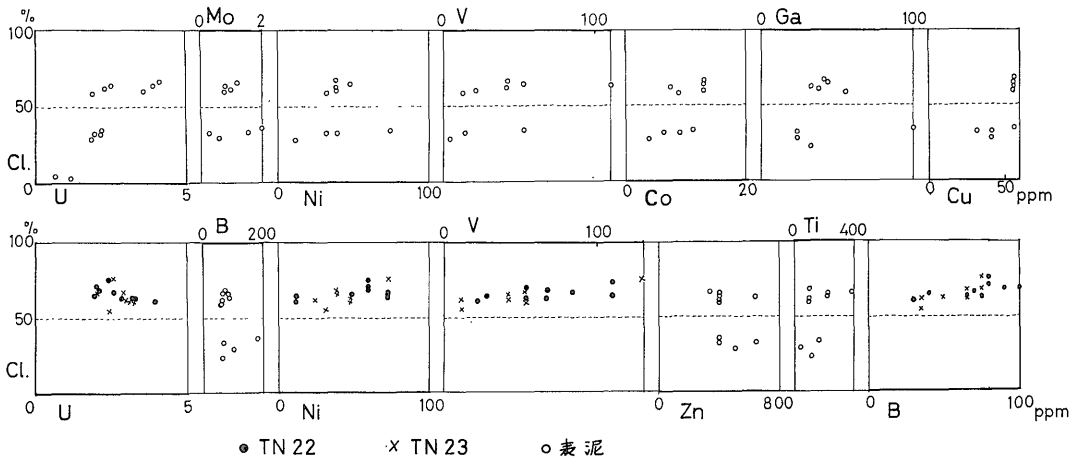 % 0 Mo 2 0 V 100 0 Ga 100
100
50
Cl.
0 U 5 Ni 0 100 Co 0 20 Cu 0 50 ppm
% 0 B 200 0 V 100 0 Ti 400
100
50
Cl.
0 U 5 0 Ni 100 0 Zn 800 B 0 100 ppm
● TN 22 × TN 23 ○ 表泥